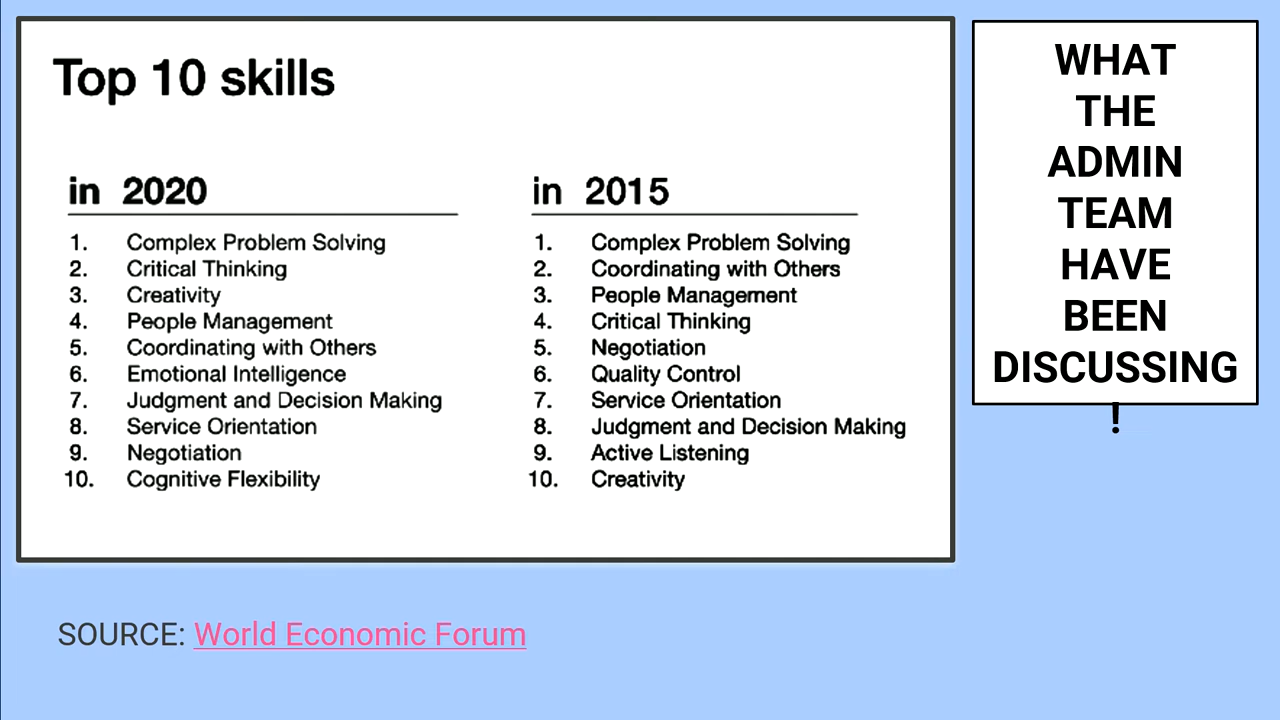 Top 10 skills
in 2020
1. Complex Problem Solving
2. Critical Thinking
3. Creativity
4. People Management
5. Coordinating with Others
6. Emotional Intelligence
7. Judgment and Decision Making
8. Service Orientation
9. Negotiation
10. Cognitive Flexibility
in 2015
1. Complex Problem Solving
2. Coordinating with Others
3. People Management
4. Critical Thinking
5. Negotiation
6. Quality Control
7. Service Orientation
8. Judgment and Decision Making
9. Active Listening
10. Creativity
WHAT
THE
ADMIN
TEAM
HAVE
BEEN
DISCUSSING
!
SOURCE: World Economic Forum